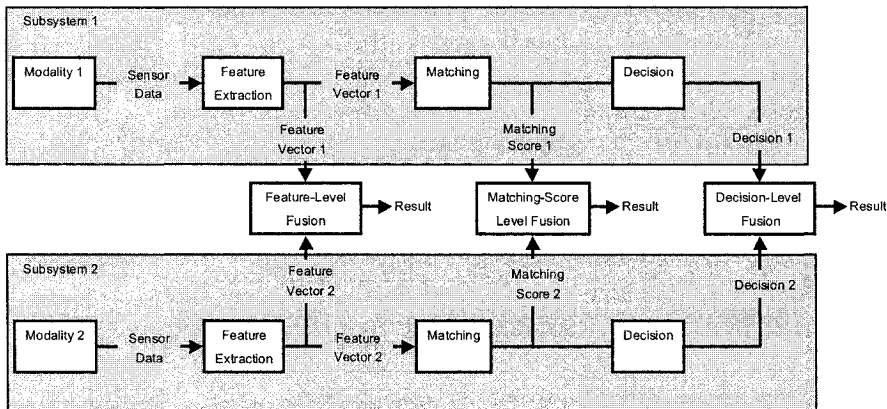 Subsystem 1
Modality 1
Sensor
Data
Feature
Extraction
Feature
Vector 1
Matching
Decision
Feature
Vector 1
Matching
Score 1
Decision 1
Feature-Level
Fusion
Result
Matching-Score
Level Fusion
Result
Decision-Level
Fusion
Result
Subsystem 2
Feature
Vector 2
Matching
Score 2
Decision 2
Modality 2
Sensor
Data
Feature
Extraction
Feature
Vector 2
Matching
Decision